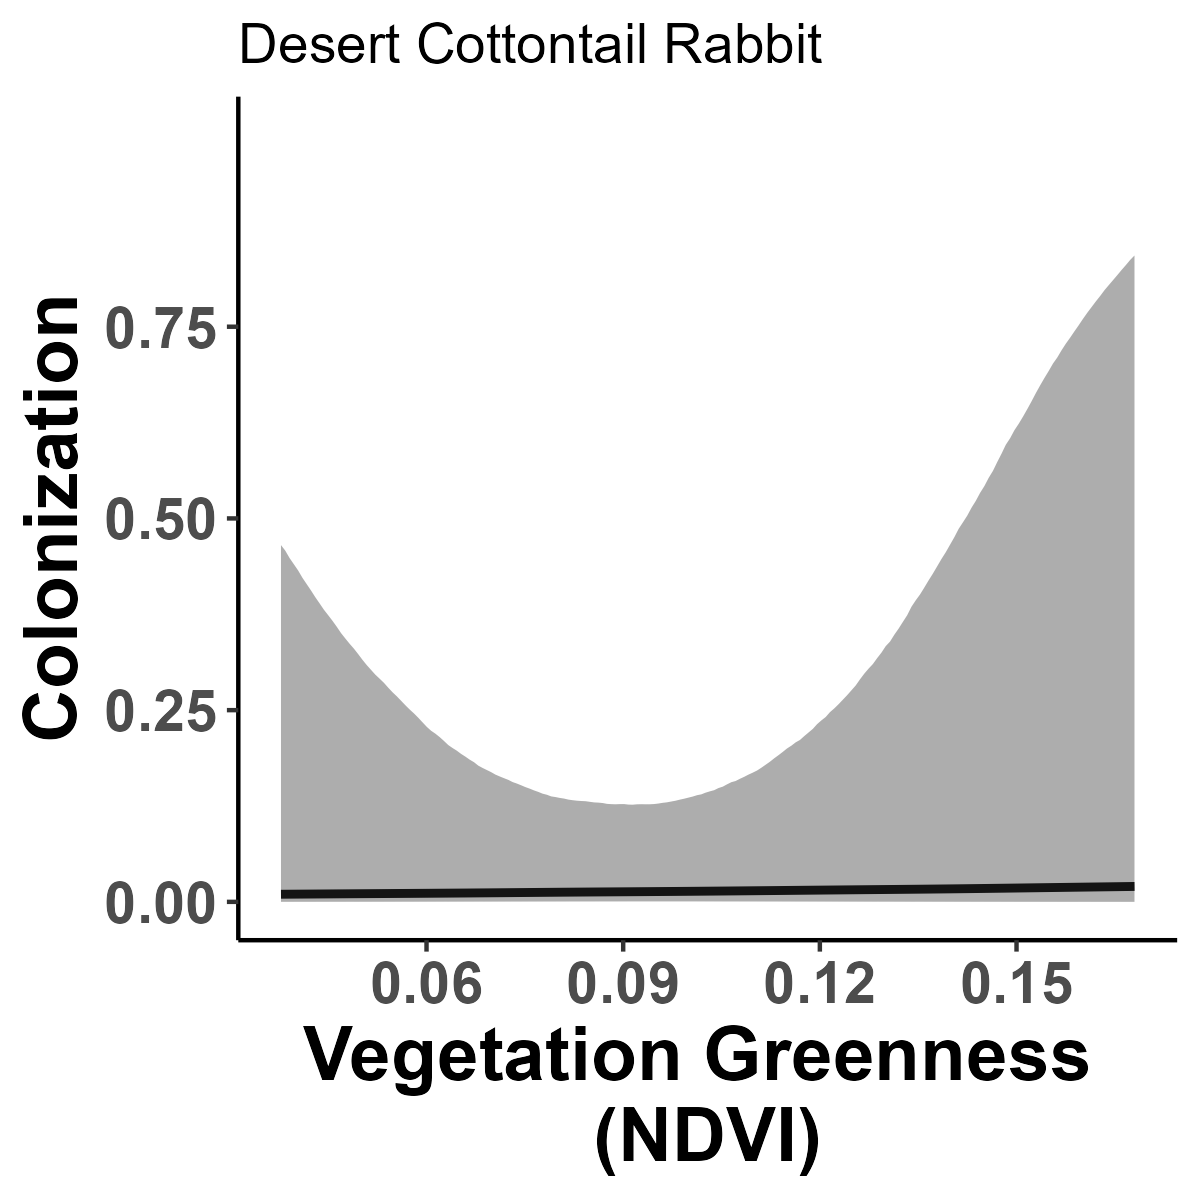 Desert Cottontail Rabbit
Colonization
0.75
0.50
0.25
0.00
0.06 0.09 0.12 0.15
Vegetation Greenness
(NDVI)